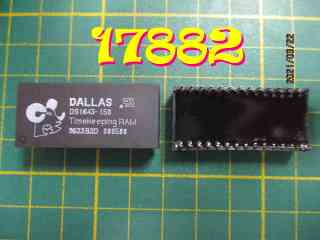 17882
2021/03/22
DALLAS
DS1643-150
Timekeeping RAM